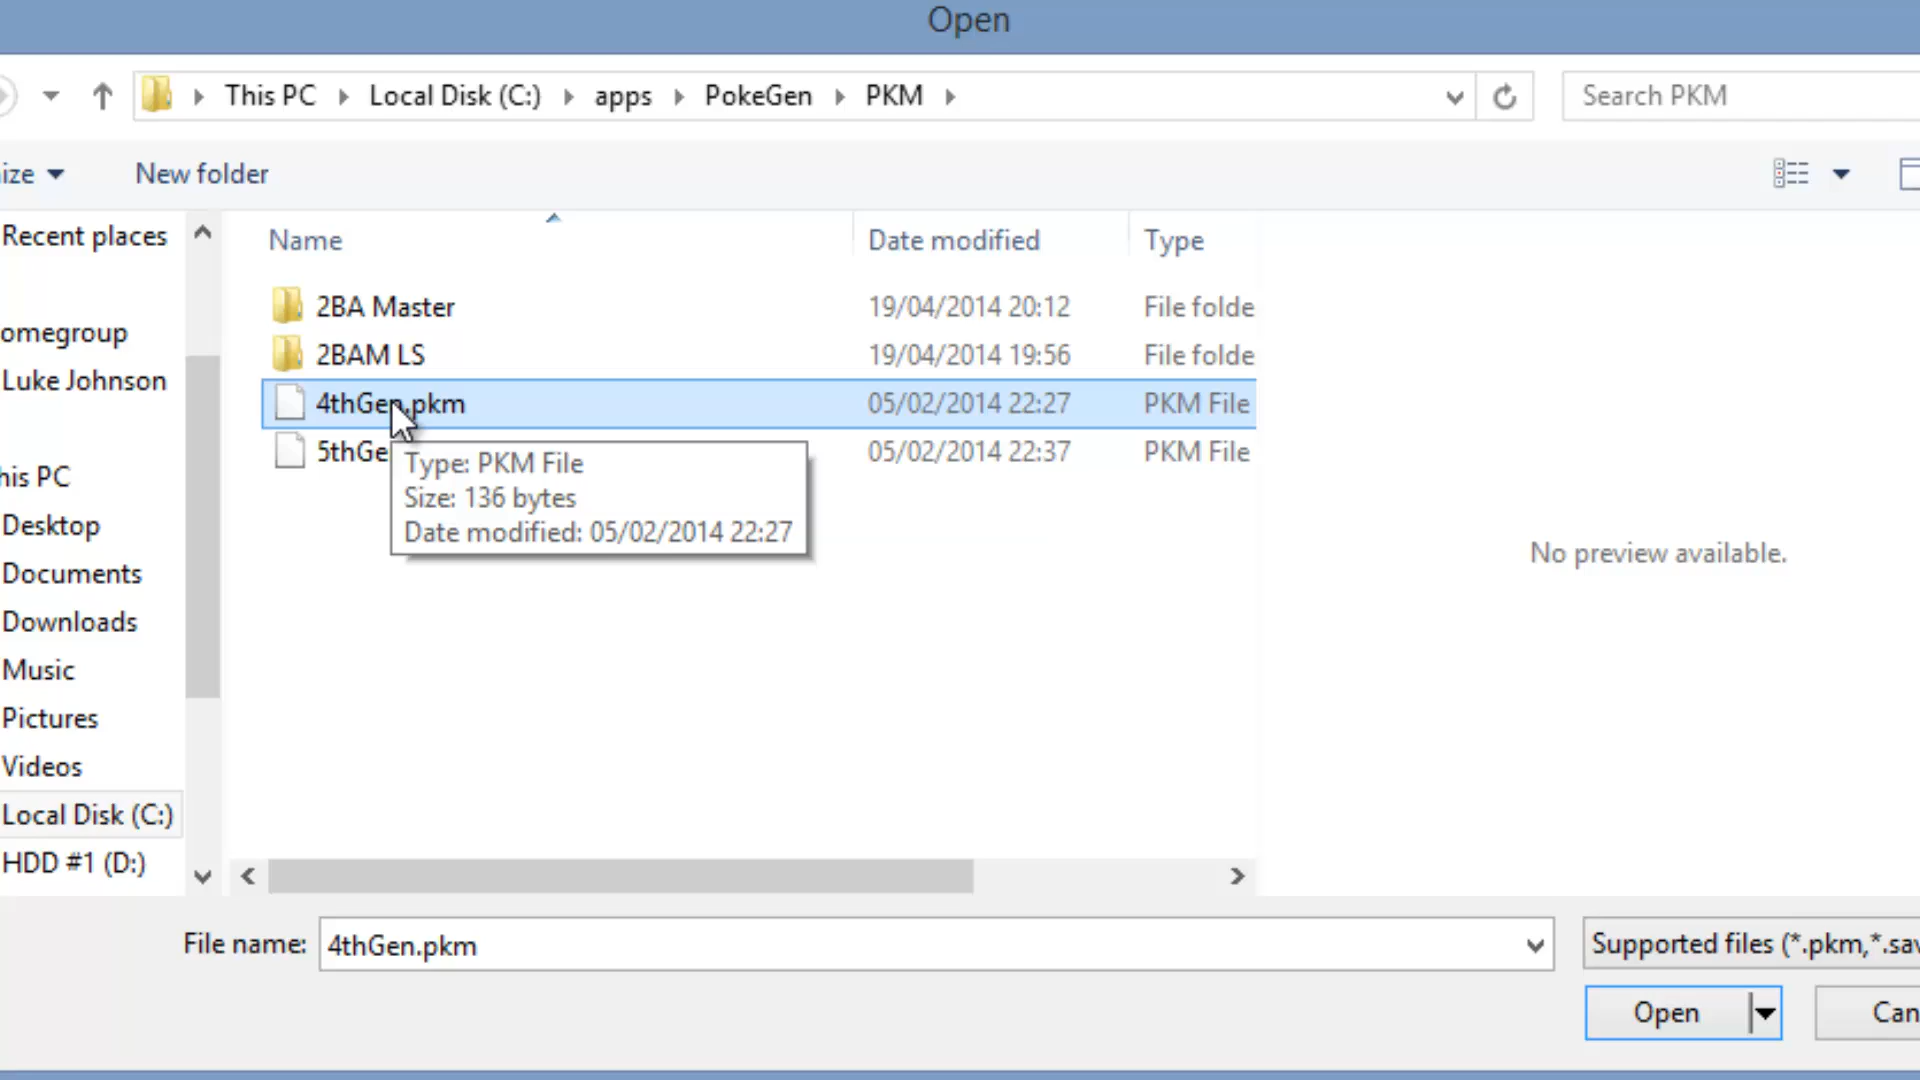 Open
This PC Local Disk (C:) apps PokeGen PKM
Search PKM
ize New folder
Name Date modified Type
2BA Master 19/04/2014 20:12 File folde
2BAM LS 19/04/2014 19:56 File folde
4thGen.pkm 05/02/2014 22:27 PKM File
5thGe 05/02/2014 22:37 PKM File
Type: PKM File
Size: 136 bytes
Date modified: 05/02/2014 22:27
Recent places
omegroup
Luke Johnson
his PC
Desktop
Documents
Downloads
Music
Pictures
Videos
Local Disk (C:)
HDD #1 (D:)
No preview available.
File name: 4thGen.pkm Supported files (*.pkm,*.sav
Open Can